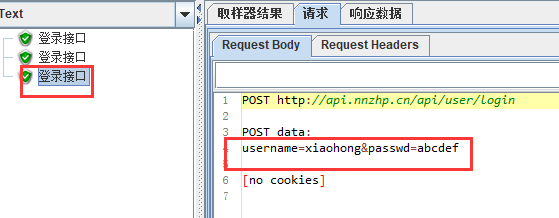 Text
登录接口
登录接口
登录接口
取样器结果 请求 响应数据
Request Body Request Headers
1 POST http://api.nnzhp.cn/api/user/login
2
3 POST data:
4 username=xiaohong&passwd=abcdef
5
6 [no cookies]